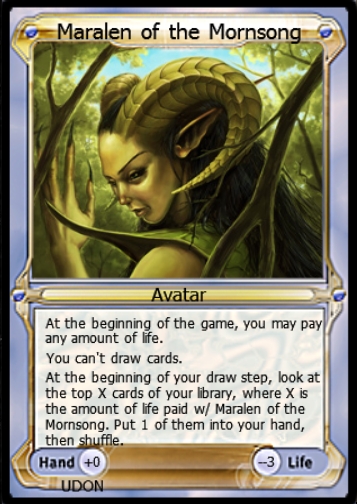 Maralen of the Mornsong
Avatar
At the beginning of the game, you may pay
any amount of life.
You can't draw cards.
At the beginning of your draw step, look at
the top X cards of your library, where X is
the amount of life paid w/ Maralen of the
Mornsong. Put 1 of them into your hand,
then shuffle.
Hand +0 --3 Life
UDON